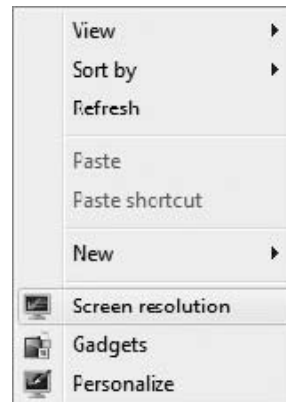 View
Sort by
Refresh
Paste
Paste shortcut
New
Screen resolution
Gadgets
Personalize